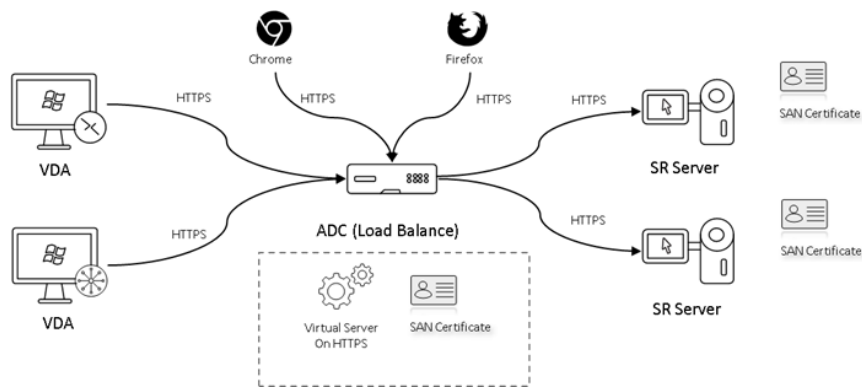 Chrome
Firefox
HTTPS
HTTPS
HTTPS
HTTPS
SAN Certificate
VDA
SR Server
HTTPS
HTTPS
ADC (Load Balance)
SAN Certificate
VDA
Virtual Server
On HTTPS
SAN Certificate
SR Server